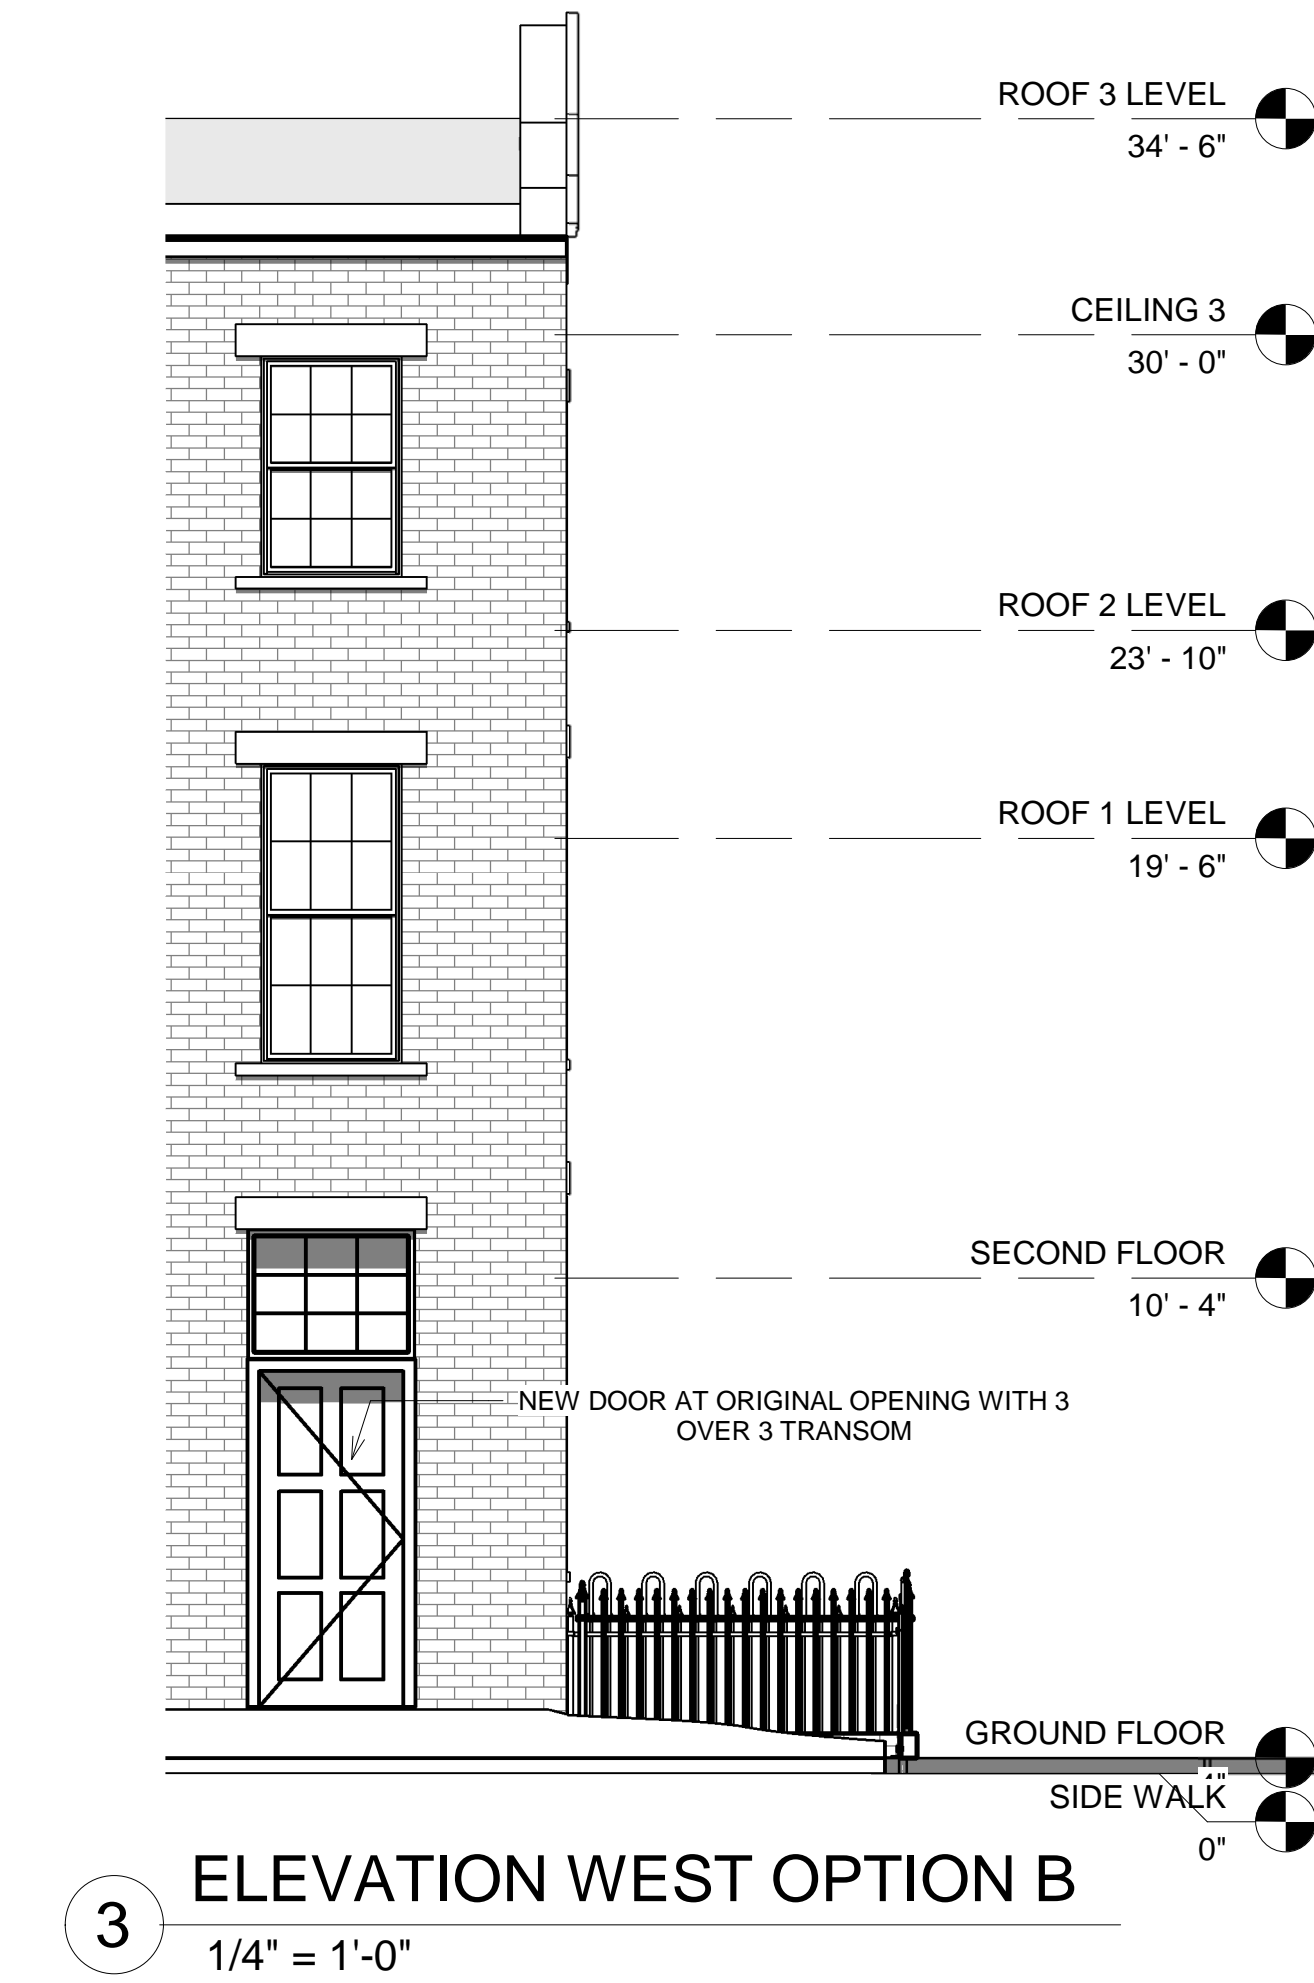 ROOF 3 LEVEL
34' - 6"
CEILING 3
30' - 0"
ROOF 2 LEVEL
23' - 10"
ROOF 1 LEVEL
19' - 6"
SECOND FLOOR
10' - 4"
NEW DOOR AT ORIGINAL OPENING WITH 3
OVER 3 TRANSOM
GROUND FLOOR
SIDE WALK
0"
3
ELEVATION WEST OPTION B
1/4" = 1'-0"